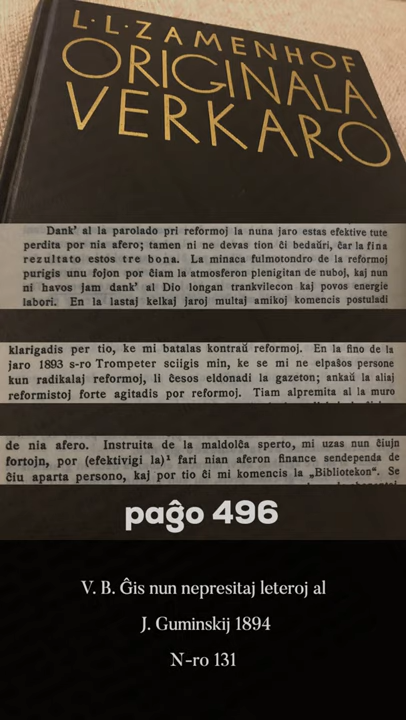 L·L·ZAMENHOF
ORIGINALA
VERKARO
Dank' al la parolado pri reformoj la nuna jaro estas efektive tute
perdita por nia afero; tamen ni ne devas tion ĉi bedaŭri, ĉar la fina
rezultato estos tre bona. La minaca fulmotondro de la reformoj
purigis unu fojon por ĉiam la atmosferon plenigitan de nuboj, kaj nun
ni havos jam dank' al Dio longan trankvilecon kaj povos energie
labori. En la lastaj kelkaj jaroj multaj amikoj komencis postuladi
klarigadis per tio, ke mi batalas kontraŭ reformoj. En la fino de la
jaro 1893 s-ro Trompeter sciigis min, ke se mi ne elpaŝos persone
kun radikalaj reformoj, li ĉesos eldonadi la gazeton; ankaŭ la aliaj
reformistoj forte agitadis por reformoj. Tiam alpremita al la muro
de nia afero. Instruita de la maldolĉa sperto, mi uzas nun ĉiujn
fortojn, por (efektivigi la)¹ fari nian aferon finance sendependa de
ĉiu aparta persono, kaj por tio ĉi mi komencis la „Bibliotekon“. Se
paĝo 496
V. B. Ĝis nun nepresitaj leteroj al
J. Guminskij 1894
N-ro 131